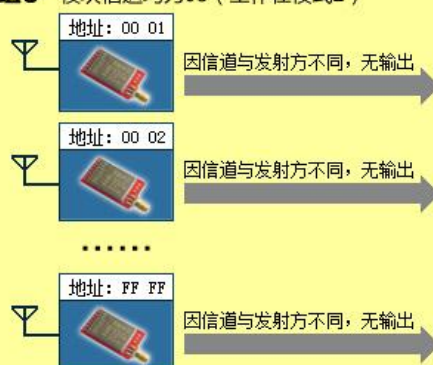 地址：00 01
因信道与发射方不同，无输出
地址：00 02
因信道与发射方不同，无输出
......
地址：FF FF
因信道与发射方不同，无输出